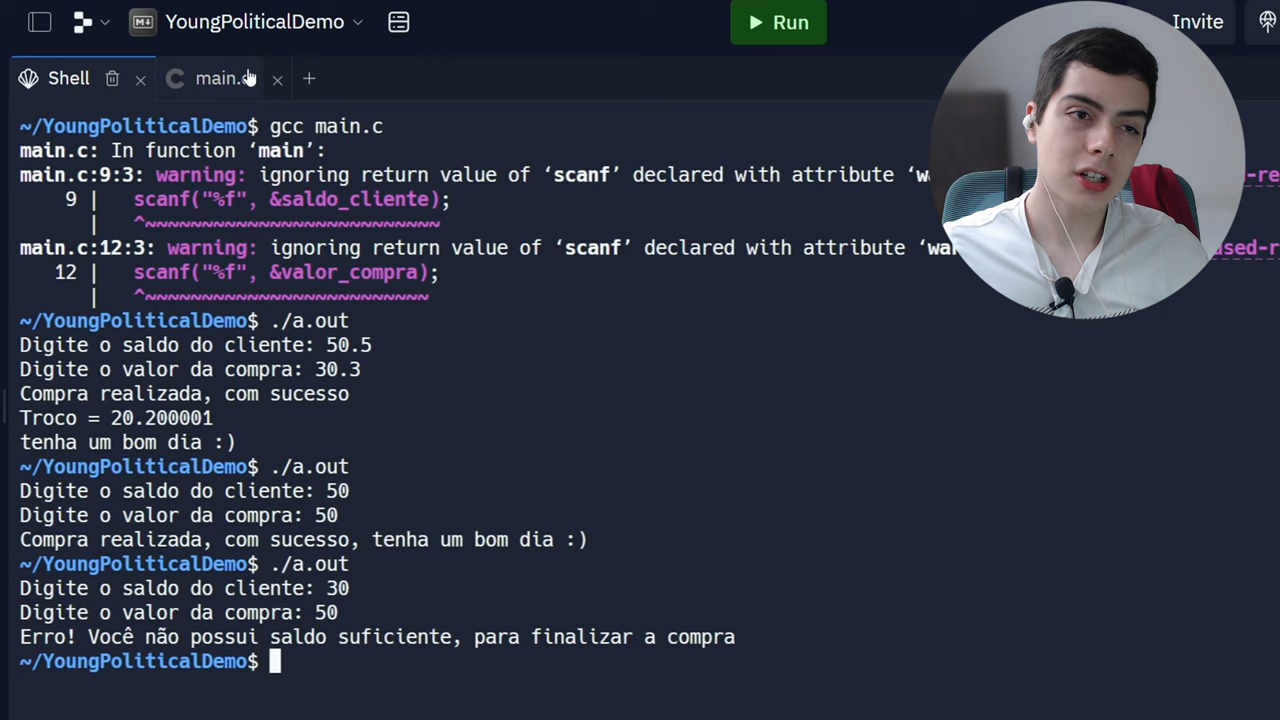 YoungPoliticalDemo
Run
Invite
Shell
main.
~/YoungPoliticalDemo$ gcc main.c
main.c: In function ‘main’:
main.c:9:3: warning: ignoring return value of ‘scanf’ declared with attribute
9 | scanf("%f", &saldo_cliente);
| ^~~~~~~~~~~~~~~~~~~~~~~~~~~
main.c:12:3: warning: ignoring return value of ‘scanf’ declared with attribute
12 | scanf("%f", &valor_compra);
| ^~~~~~~~~~~~~~~~~~~~~~~~~~
~/YoungPoliticalDemo$ ./a.out
Digite o saldo do cliente: 50.5
Digite o valor da compra: 30.3
Compra realizada, com sucesso
Troco = 20.200001
tenha um bom dia :)
~/YoungPoliticalDemo$ ./a.out
Digite o saldo do cliente: 50
Digite o valor da compra: 50
Compra realizada, com sucesso, tenha um bom dia :)
~/YoungPoliticalDemo$ ./a.out
Digite o saldo do cliente: 30
Digite o valor da compra: 50
Erro! Você não possui saldo suficiente, para finalizar a compra
~/YoungPoliticalDemo$